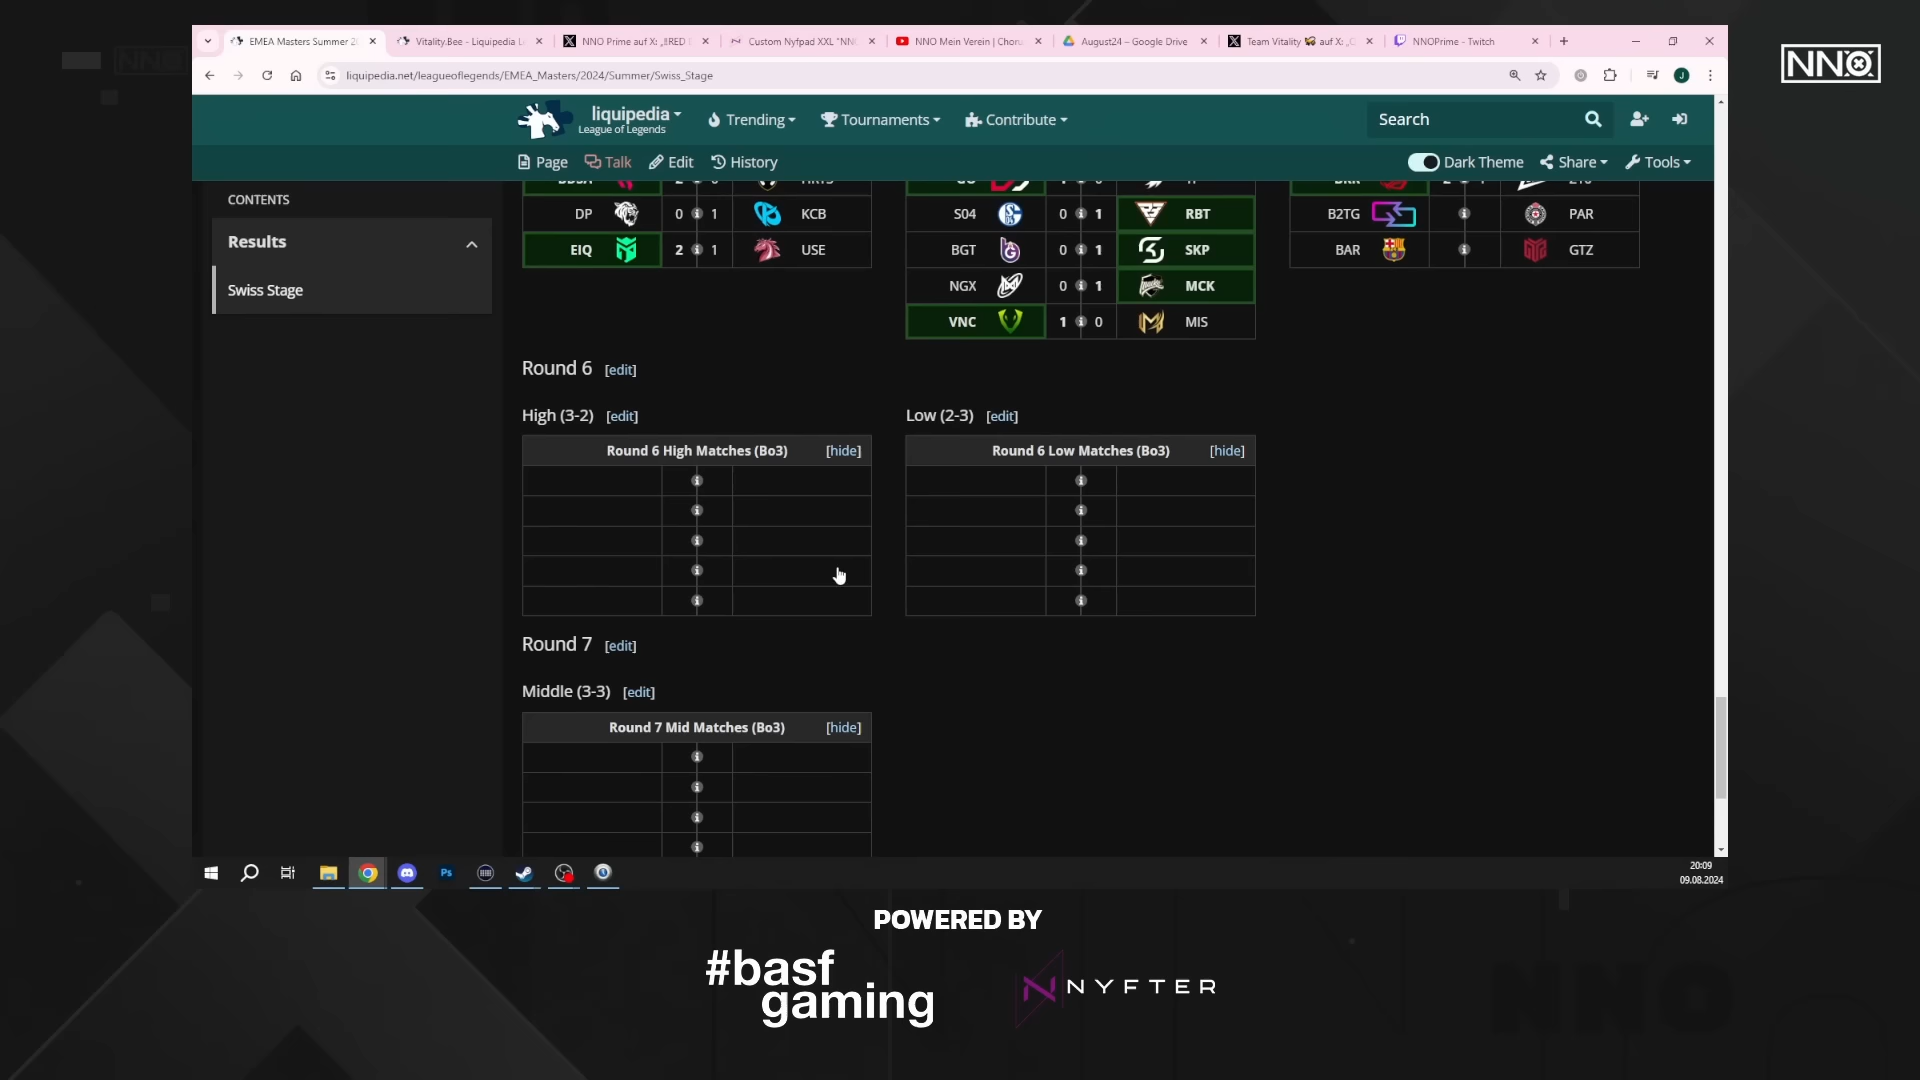 NNO
EMEA Masters Summer 2
Vitality.Bee - Liquipedia L
NNO Prime auf X: „‼RED (
Custom Nyfpad XXL "NN
NNO Mein Verein | Chor
August24 – Google Drive
Team Vitality auf X: „C
NNOPrime - Twitch
liquipedia.net/leagueoflegends/EMEA_Masters/2024/Summer/Swiss_Stage
J
liquipedia
League of Legends
Trending
Tournaments
Contribute
Search
Page
Talk
Edit
History
Dark Theme
Share
Tools
CONTENTS
Results
Swiss Stage
DP 0 1 KCB
EIQ 2 1 USE
S04 0 1 RBT
BGT 0 1 SKP
NGX 0 1 MCK
VNC 1 0 MIS
B2TG PAR
BAR GTZ
Round 6 [edit]
High (3-2) [edit]
Low (2-3) [edit]
Round 6 High Matches (Bo3) [hide]
Round 6 Low Matches (Bo3) [hide]
Round 7 [edit]
Middle (3-3) [edit]
Round 7 Mid Matches (Bo3) [hide]
Ps
20:09
09.08.2024
POWERED BY
#basf
gaming
NYFTER